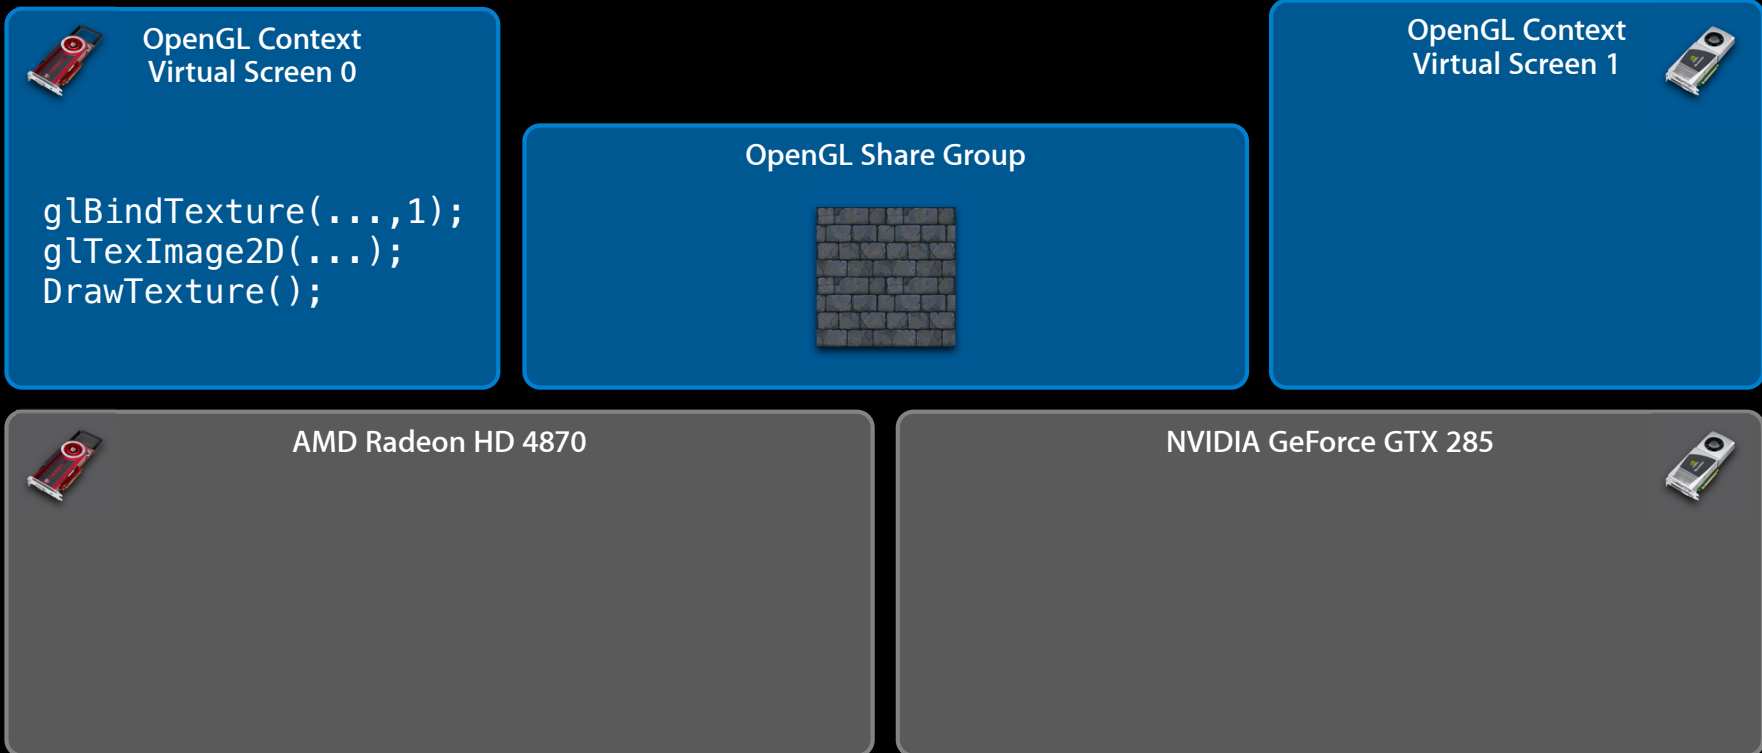 OpenGL Context
Virtual Screen 0
glBindTexture(...,1);
glTexImage2D(...);
DrawTexture();
OpenGL Share Group
OpenGL Context
Virtual Screen 1
AMD Radeon HD 4870
NVIDIA GeForce GTX 285